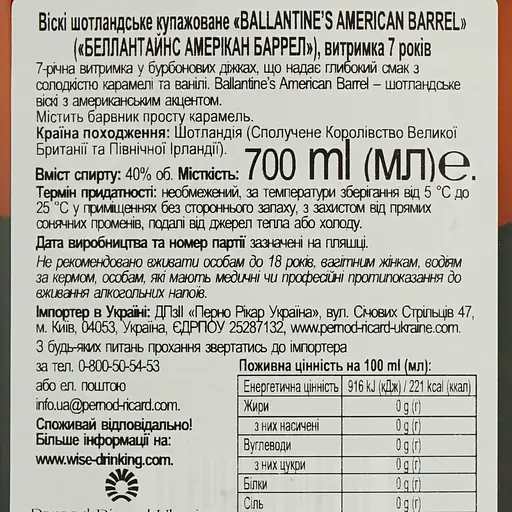 Віскі шотландське купажоване «BALLANTINE'S AMERICAN BARREL»
(«БЕЛЛАНТАЙНС АМЕРІКАН БАРРЕЛ»), витримка 7 років
7-річна витримка у бурбонових діжках, що надає глибокий смак з
солодкістю карамелі та ванілі. Ballantine's American Barrel – шотландське
віскі з американським акцентом.
Містить барвник просту карамель.
Країна походження: Шотландія (Сполучене Королівство Великої
Британії та Північної Ірландії).
Вміст спирту: 40% об. Місткість: 700 ml (мл)℮.
Термін придатності: необмежений, за температури зберігання від 5 °С до
25 °С у приміщеннях без стороннього запаху, з захистом від прямих
сонячних променів, подалі від джерел тепла або холоду.
Дата виробництва та номер партії зазначені на пляшці.
Не рекомендовано вживати особам до 18 років, вагітним жінкам, водіям
за кермом, особам, які мають медичні чи професійні протипоказання до
вживання алкогольних напоїв.
Імпортер в Україні: ДПзІІ «Перно Рікар Україна», вул. Січових Стрільців 47,
м. Київ, 04053, Україна, ЄДРПОУ 25287132, www.pernod-ricard-ukraine.com.
З будь-яких питань прохання звертатись до імпортера
за тел. 0-800-50-54-53
або ел. поштою
info.ua@pernod-ricard.com.
Споживай відповідально!
Більше інформації на:
www.wise-drinking.com.
Поживна цінність на 100 ml (мл):
Енергетична цінність 916 kJ (кДж) / 221 kcal (ккал)
Жири 0 g (г)
з них насичені 0 g (г)
Вуглеводи 0 g (г)
з них цукри 0 g (г)
Білки 0 g (г)
Сіль 0 g (г)